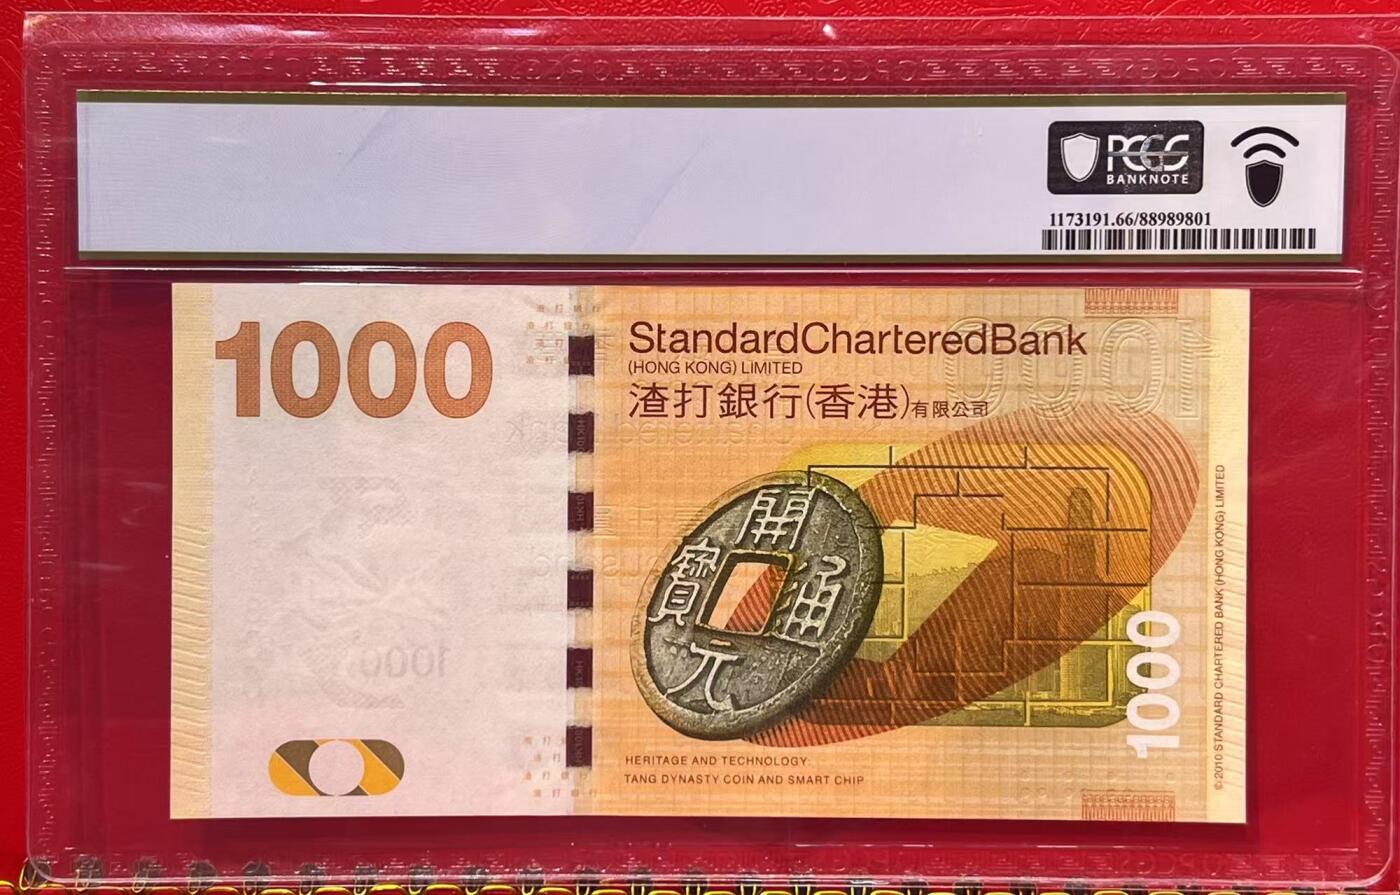 PCGS
BANKNOTE
1173191.66/88989801
1000
StandardCharteredBank
(HONG KONG) LIMITED
渣打銀行(香港)有限公司
1000
開
寶 通
元
1000
1000
HERITAGE AND TECHNOLOGY:
TANG DYNASTY COIN AND SMART CHIP
© 2010 STANDARD CHARTERED BANK (HONG KONG) LIMITED